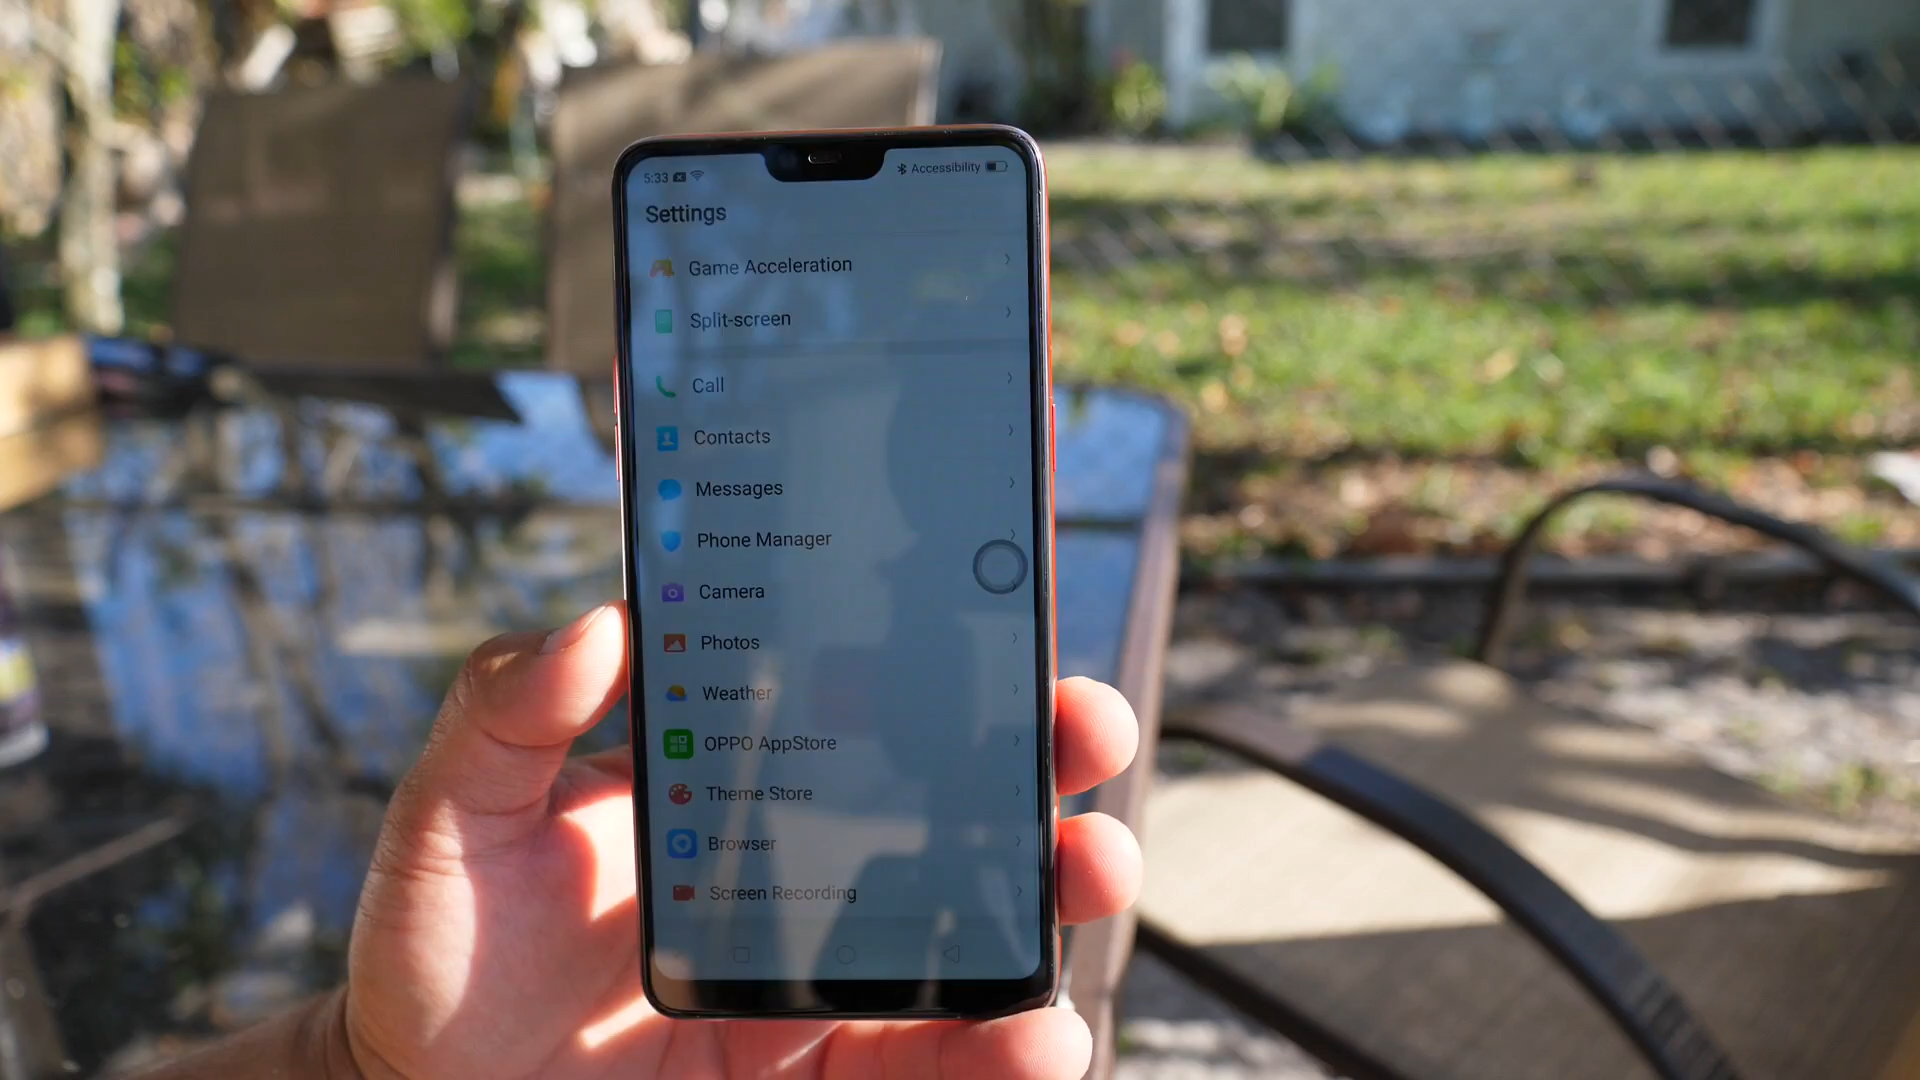 5:33 Accessibility
Settings
Game Acceleration
Split-screen
Call
Contacts
Messages
Phone Manager
Camera
Photos
Weather
OPPO AppStore
Theme Store
Browser
Screen Recording